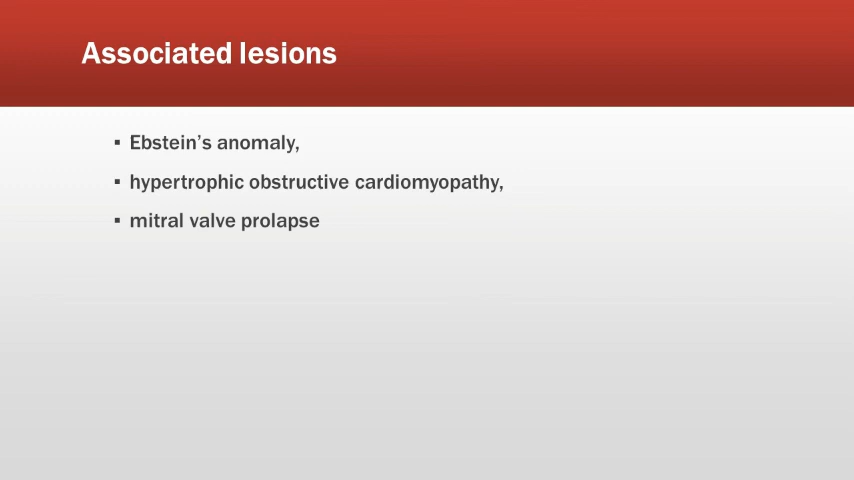 Associated lesions
▪ Ebstein’s anomaly,
▪ hypertrophic obstructive cardiomyopathy,
▪ mitral valve prolapse